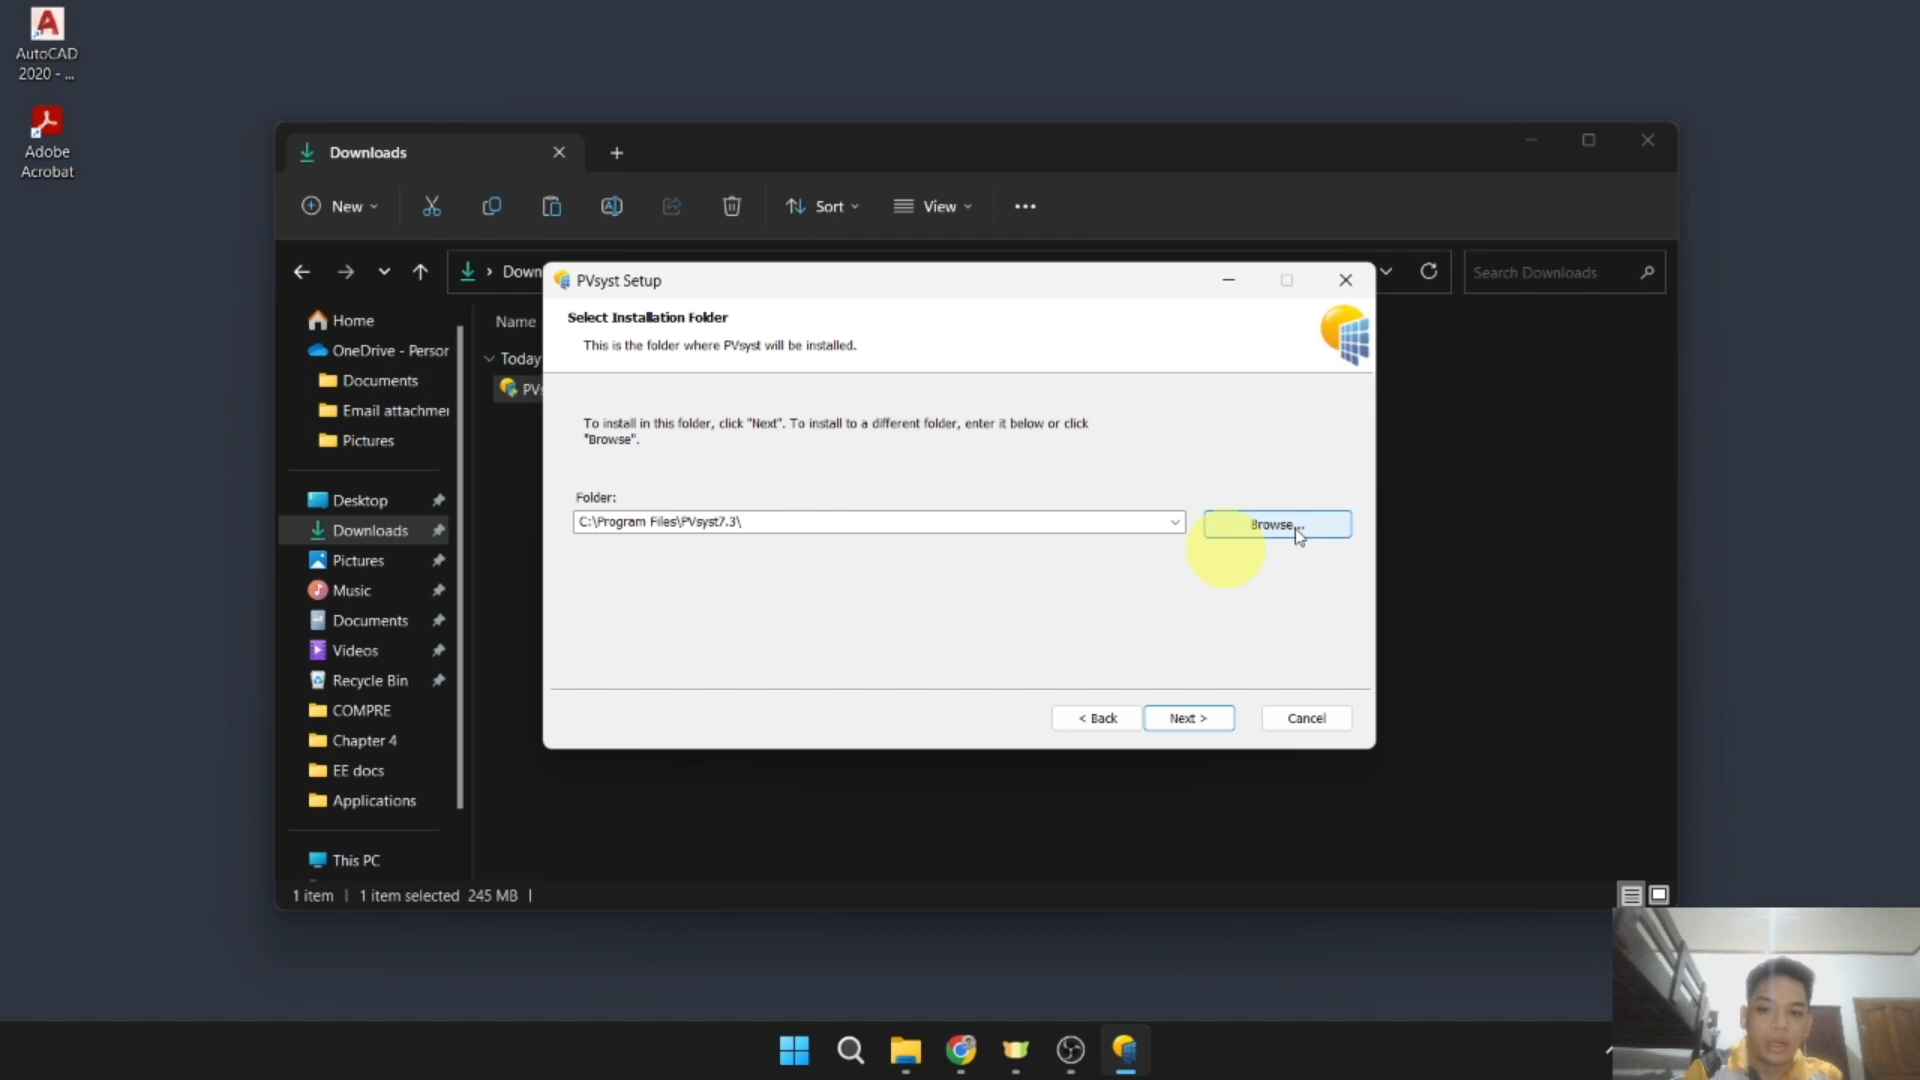 AutoCAD
2020 - ...
Adobe
Acrobat
Downloads
New
Sort
View
Down
Search Downloads
PVsyst Setup
Select Installation Folder
This is the folder where PVsyst will be installed.
To install in this folder, click "Next". To install to a different folder, enter it below or click
"Browse".
Folder:
C:\Program Files\PVsyst7.3\
Browse...
< Back
Next >
Cancel
Home
OneDrive - Persor
Documents
Email attachmer
Pictures
Desktop
Downloads
Pictures
Music
Documents
Videos
Recycle Bin
COMPRE
Chapter 4
EE docs
Applications
This PC
Name
Today
PVs
1 item | 1 item selected 245 MB |